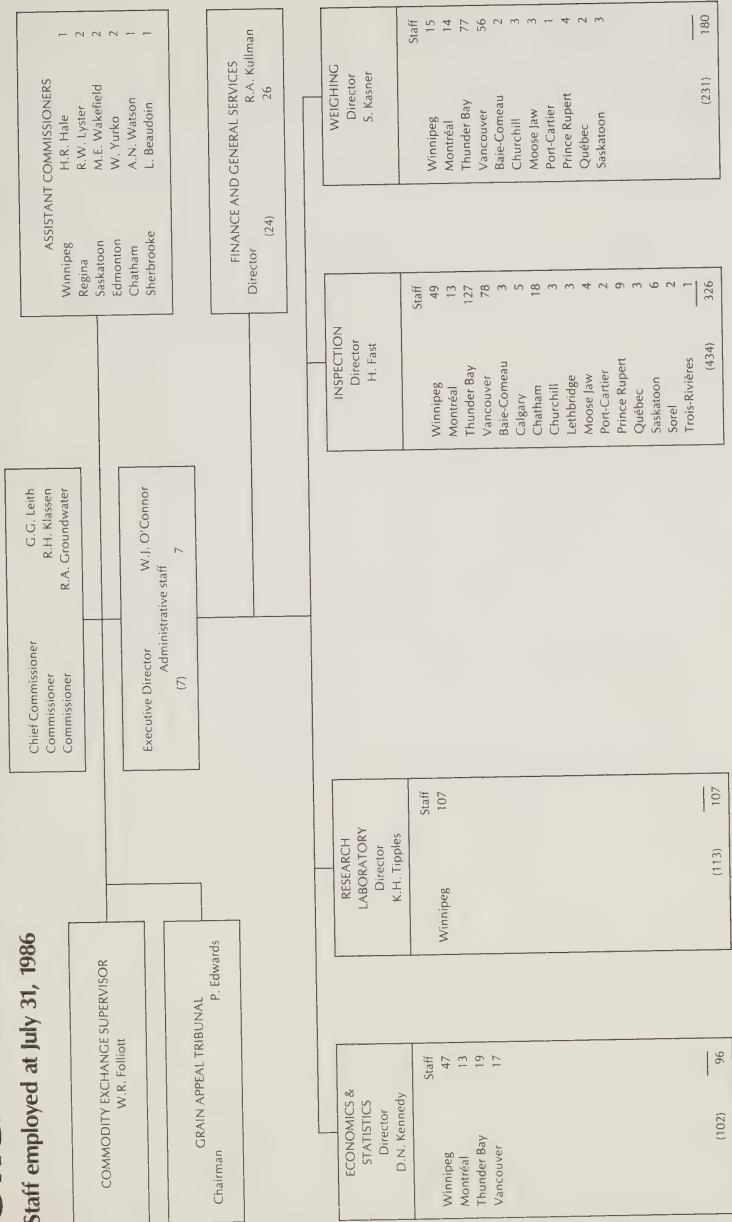 Staff employed at July 31, 1986
Chief Commissioner G.G. Leith
Commissioner R.H. Klassen
Commissioner R.A. Groundwater
COMMODITY EXCHANGE SUPERVISOR
W.R. Folliott
GRAIN APPEAL TRIBUNAL
Chairman P. Edwards
Executive Director W.J. O'Connor
Administrative staff
(7) 7
ASSISTANT COMMISSIONERS
Winnipeg H.R. Hale 1
Regina R.W. Lyster 2
Saskatoon M.E. Wakefield 2
Edmonton W. Yurko 2
Chatham A.N. Watson 1
Sherbrooke L. Beaudoin 1
FINANCE AND GENERAL SERVICES
Director R.A. Kullman
(24) 26
ECONOMICS &
STATISTICS
Director
D.N. Kennedy
Staff
Winnipeg 47
Montréal 13
Thunder Bay 19
Vancouver 17
(102) 96
RESEARCH
LABORATORY
Director
K.H. Tipples
Staff
Winnipeg 107
(113) 107
INSPECTION
Director
H. Fast
Staff
Winnipeg 49
Montréal 13
Thunder Bay 127
Vancouver 78
Baie-Comeau 3
Calgary 5
Chatham 18
Churchill 3
Lethbridge 3
Moose Jaw 4
Port-Cartier 2
Prince Rupert 9
Québec 3
Saskatoon 6
Sorel 2
Trois-Rivières 1
(434) 326
WEIGHING
Director
S. Kasner
Staff
Winnipeg 15
Montréal 14
Thunder Bay 77
Vancouver 56
Baie-Comeau 2
Churchill 3
Moose Jaw 3
Port-Cartier 1
Prince Rupert 4
Québec 2
Saskatoon 3
(231) 180